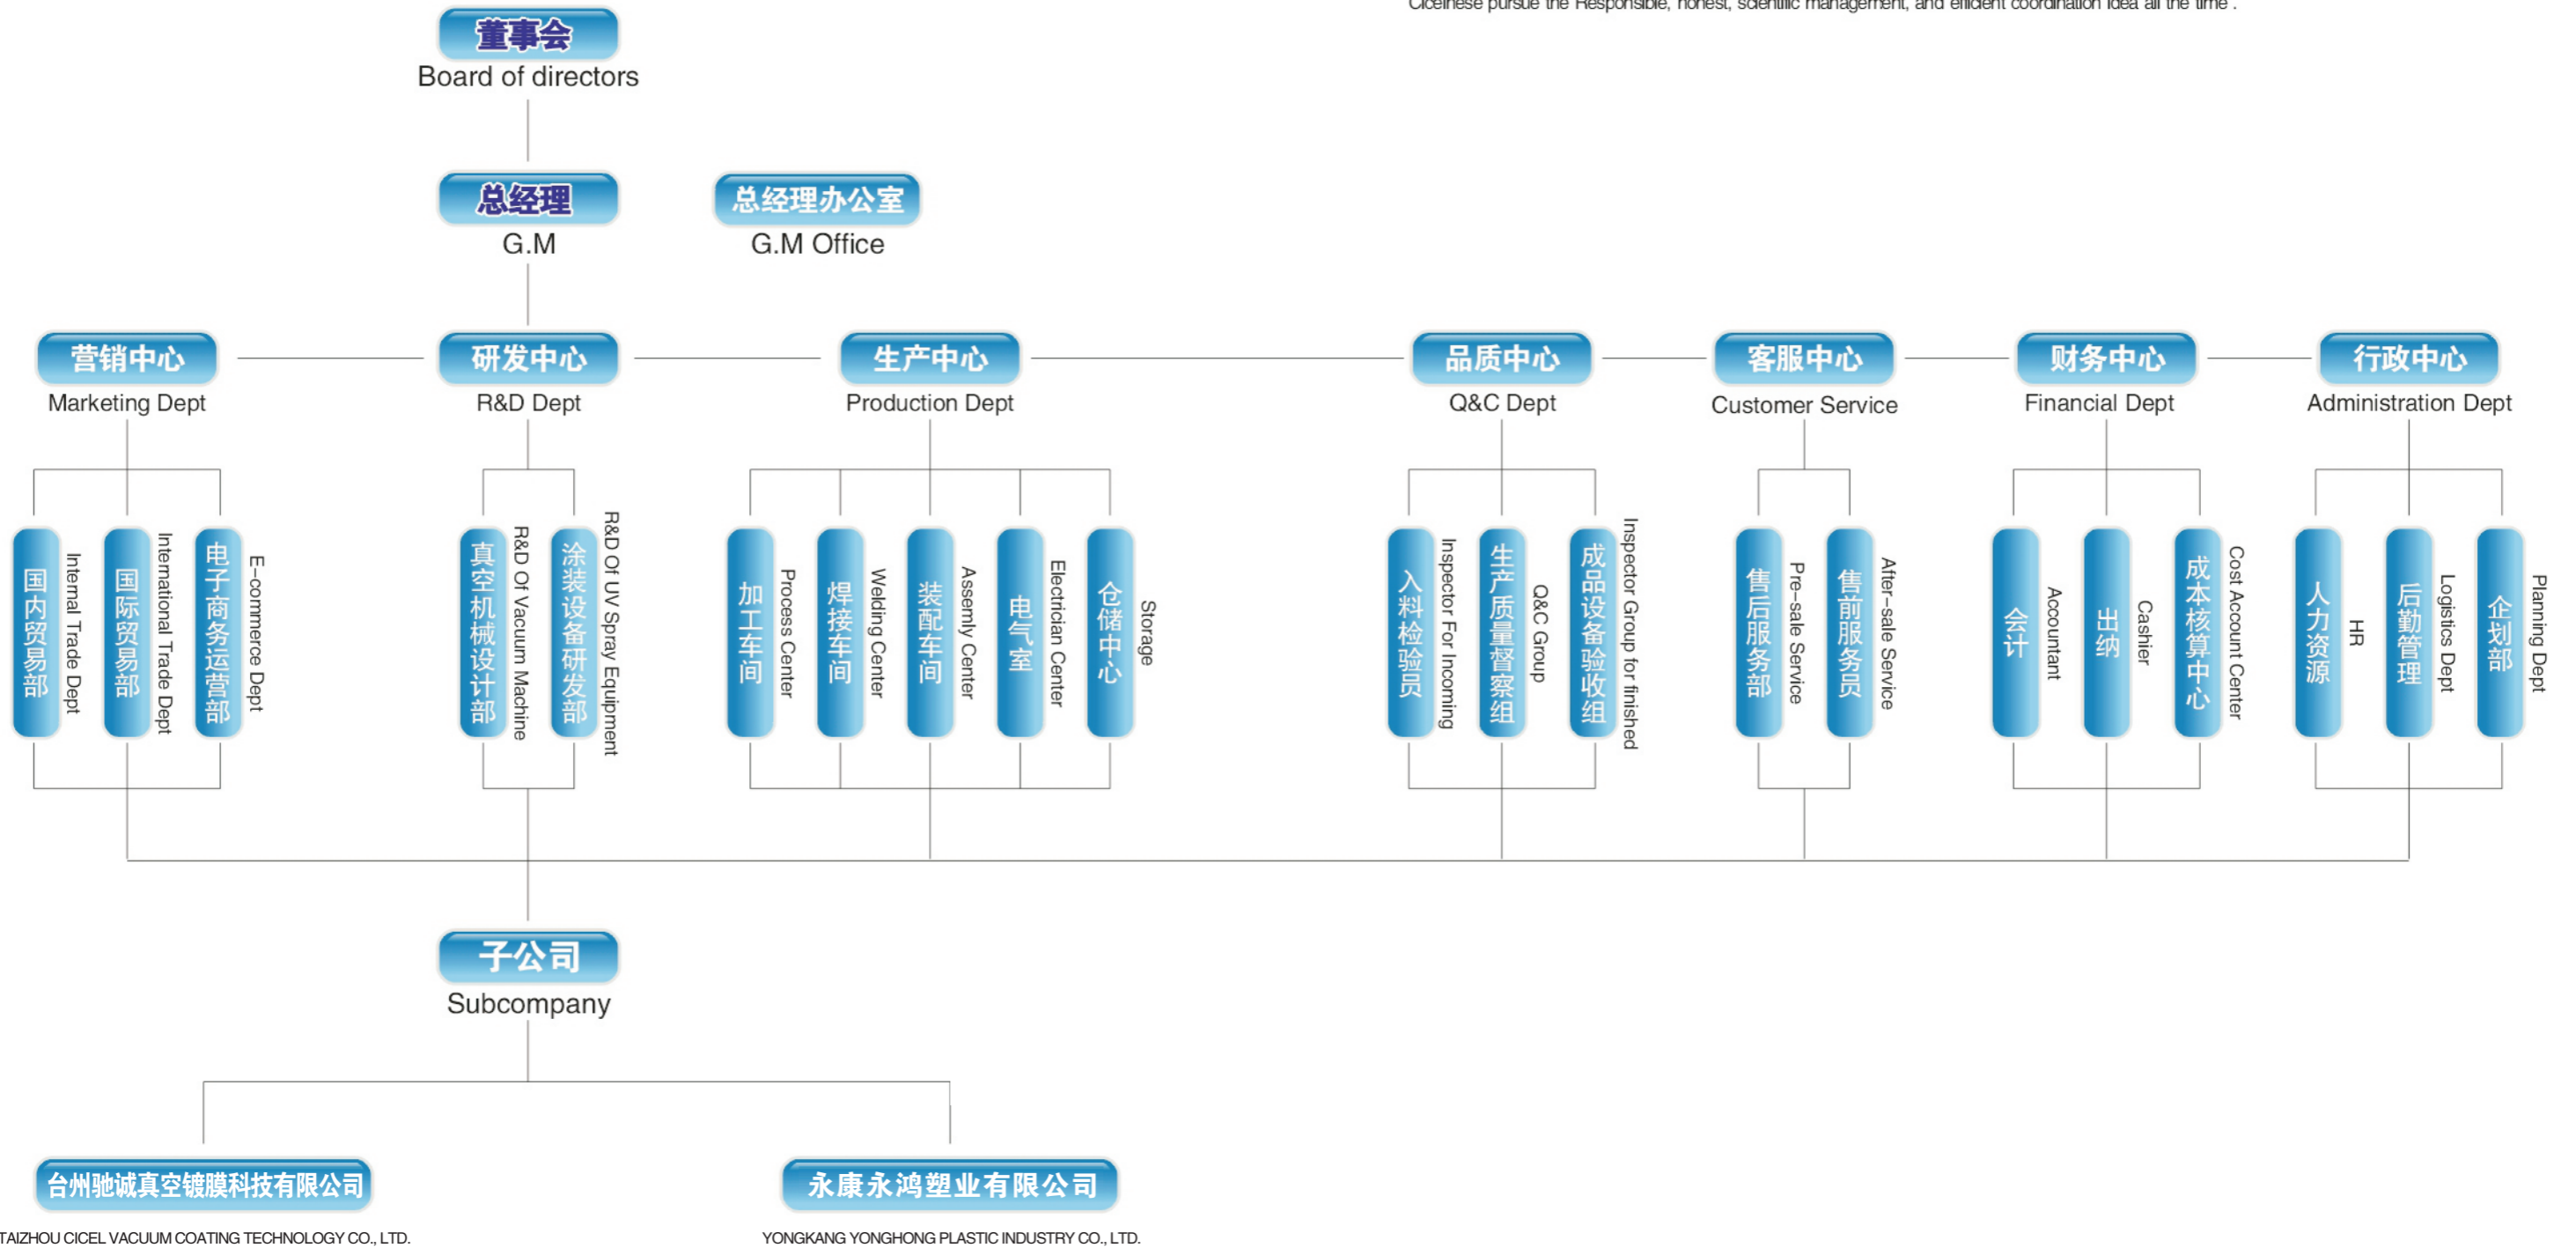 Cicelnese pursue the Responsible, honest, scientific management, and efficient coordination idea all the time .
董事会
Board of directors
总经理
G.M
总经理办公室
G.M Office
营销中心
Marketing Dept
研发中心
R&D Dept
生产中心
Production Dept
品质中心
Q&C Dept
客服中心
Customer Service
财务中心
Financial Dept
行政中心
Administration Dept
国内贸易部
Internal Trade Dept
国际贸易部
International Trade Dept
电子商务运营部
E-commerce Dept
真空机械设计部
R&D Of Vacuum Machine
涂装设备研发部
R&D Of UV Spray Equipment
加工车间
Process Center
焊接车间
Welding Center
装配车间
Assemly Center
电气室
Electrician Center
仓储中心
Storage
入料检验员
Inspector For Incoming
生产质量督察组
Q&C Group
成品设备验收组
Inspector Group for finished
售后服务部
Pre-sale Service
售前服务员
After-sale Service
会计
Accountant
出纳
Cashier
成本核算中心
Cost Account Center
人力资源
HR
后勤管理
Logistics Dept
企划部
Planning Dept
子公司
Subcompany
台州驰诚真空镀膜科技有限公司
TAIZHOU CICEL VACUUM COATING TECHNOLOGY CO., LTD.
永康永鸿塑业有限公司
YONGKANG YONGHONG PLASTIC INDUSTRY CO., LTD.